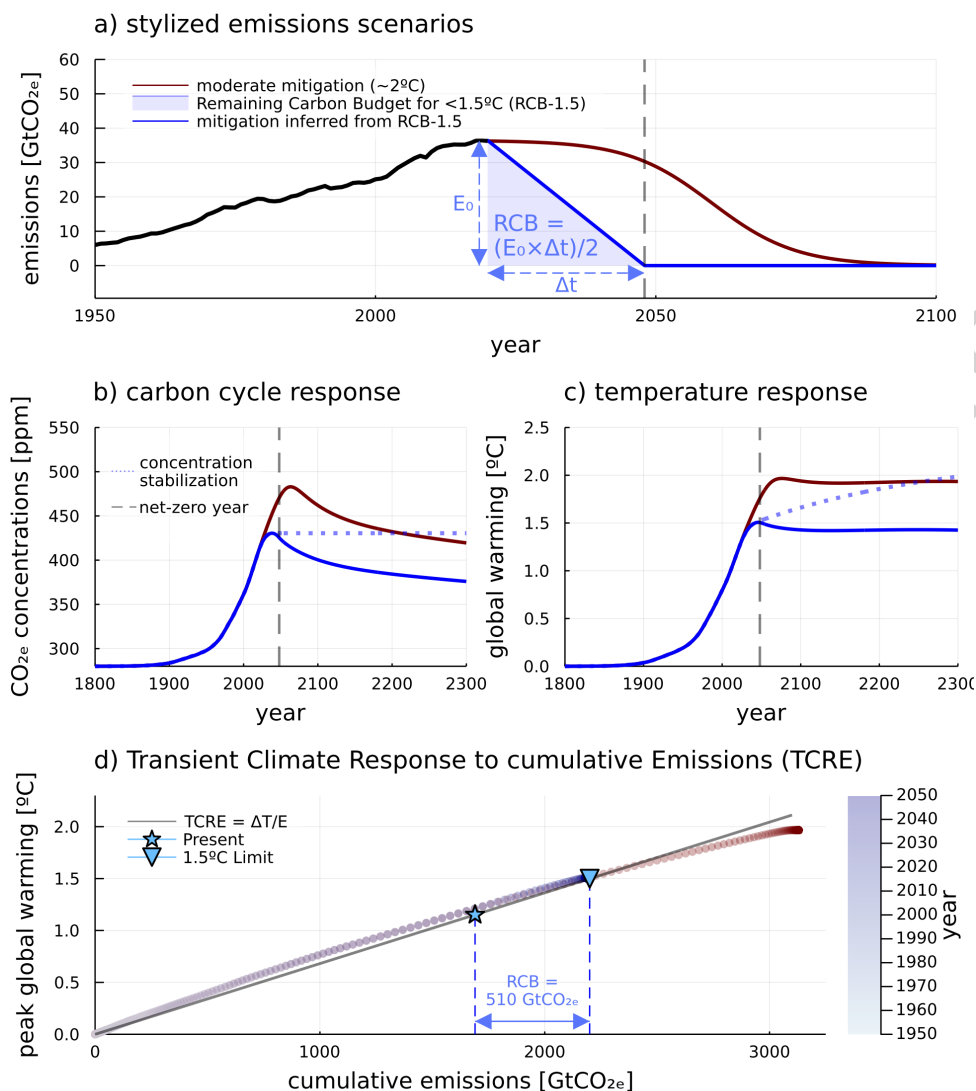 a) stylized emissions scenarios
emissions [GtCO₂ₑ]
60
50
40
30
20
10
0
moderate mitigation (~2ºC)
Remaining Carbon Budget for <1.5ºC (RCB-1.5)
mitigation inferred from RCB-1.5
E₀
RCB =
(E₀×Δt)/2
Δt
1950
2000
2050
2100
year
b) carbon cycle response
CO₂ₑ concentrations [ppm]
550
500
450
400
350
300
concentration
stabilization
net-zero year
1800
1900
2000
2100
2200
2300
year
c) temperature response
global warming [ºC]
2.5
2.0
1.5
1.0
0.5
0.0
1800
1900
2000
2100
2200
2300
year
d) Transient Climate Response to cumulative Emissions (TCRE)
peak global warming [ºC]
2.0
1.5
1.0
0.5
0.0
TCRE = ΔT/E
Present
1.5ºC Limit
RCB =
510 GtCO₂ₑ
0
1000
2000
3000
cumulative emissions [GtCO₂ₑ]
2050
2040
2030
2020
2010
2000
1990
1980
1970
1960
1950
year